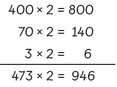 400 × 2 = 800
70 × 2 = 140
3 × 2 = 6
473 × 2 = 946